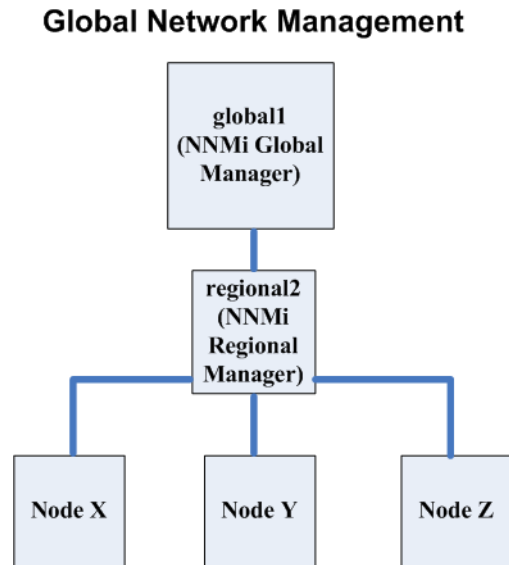 Global Network Management
global1
(NNMi Global
Manager)
regional2
(NNMi
Regional
Manager)
Node X
Node Y
Node Z